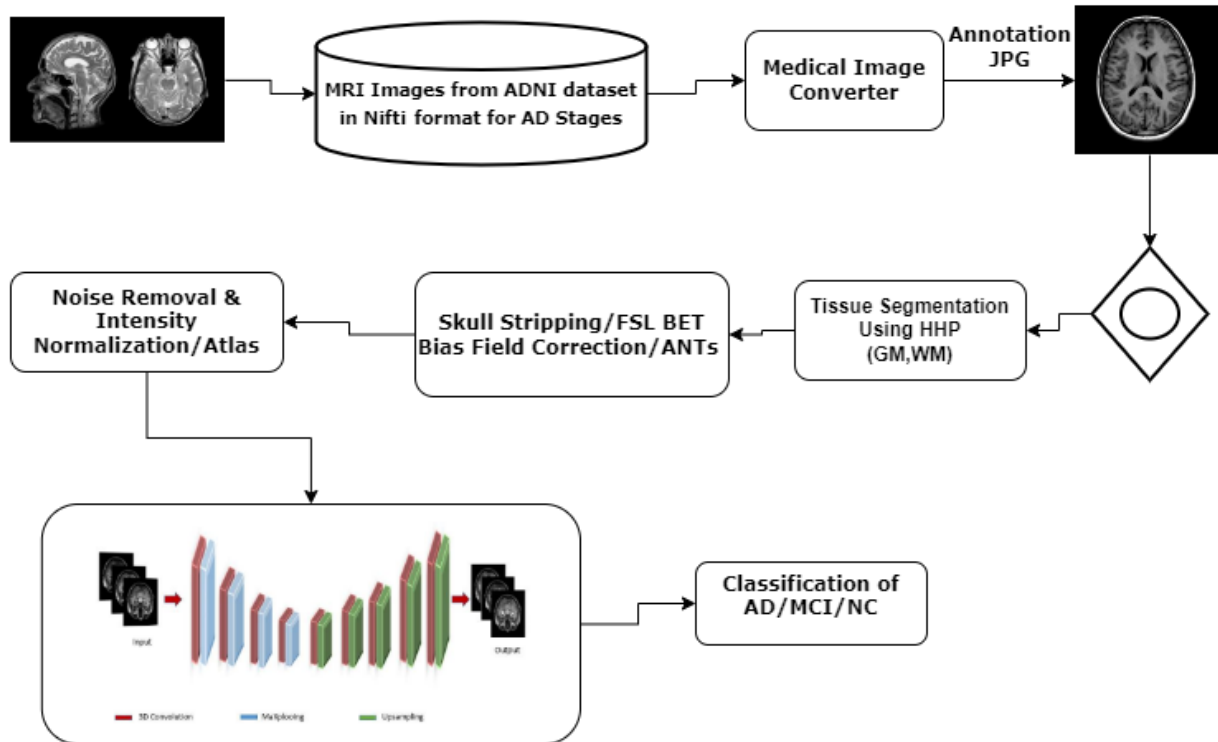 MRI Images from ADNI dataset
in Nifti format for AD Stages
Medical Image
Converter
Annotation
JPG
Tissue Segmentation
Using HHP
(GM,WM)
Skull Stripping/FSL BET
Bias Field Correction/ANTs
Noise Removal &
Intensity
Normalization/Atlas
Input
Output
3D Convolution
Maxplooring
Upsampling
Classification of
AD/MCI/NC